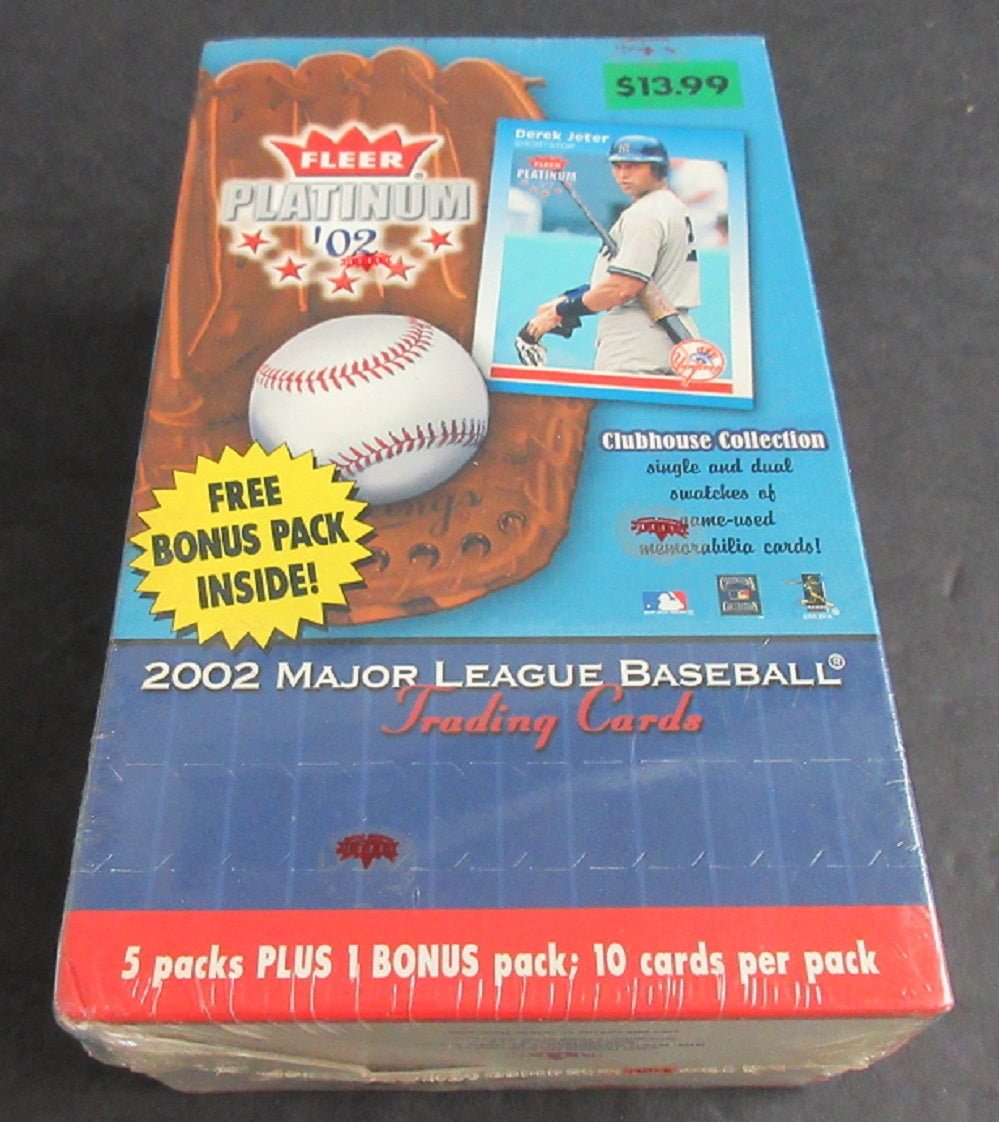 $13.99
FLEER
PLATINUM
'02
Derek Jeter
SHORTSTOP
FLEER
PLATINUM
Yankees
Clubhouse Collection
single and dual
swatches of
game-used
memorabilia cards!
FREE
BONUS PACK
INSIDE!
2002 MAJOR LEAGUE BASEBALL®
Trading Cards
5 packs PLUS 1 BONUS pack; 10 cards per pack